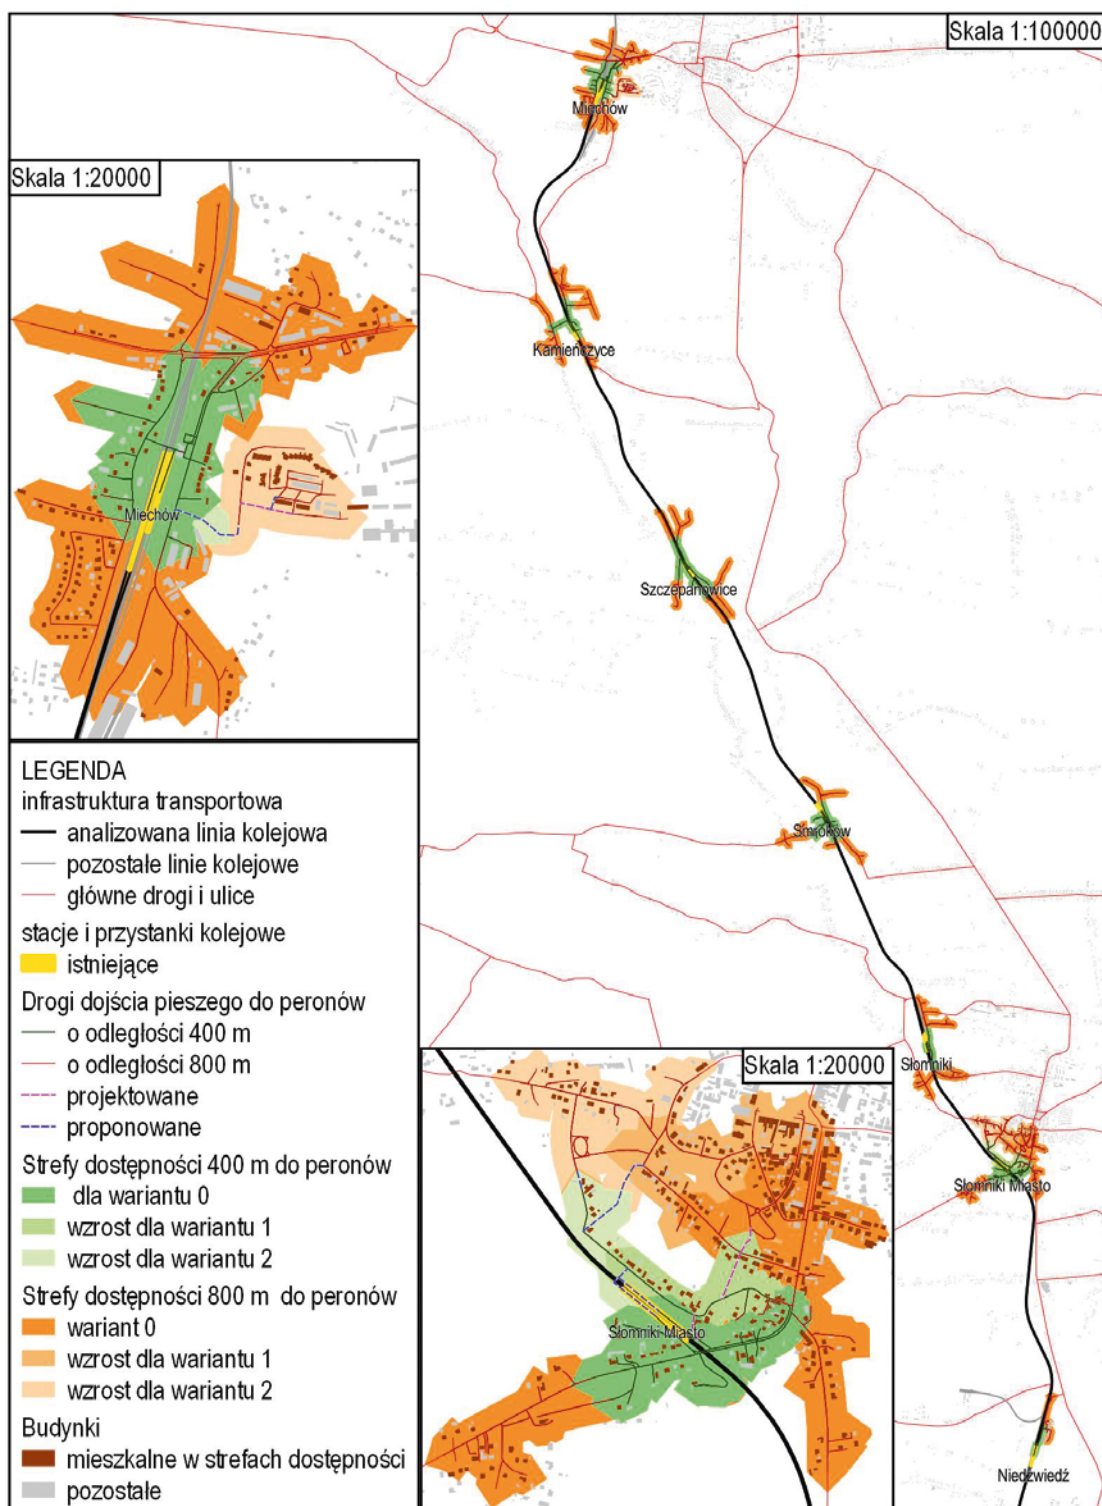 Skala 1:100000
Miechów
Skala 1:20000
Kamieńczyce
Miechów
Szczepanowice
LEGENDA
infrastruktura transportowa
analizowana linia kolejowa
pozostałe linie kolejowe
główne drogi i ulice
stacje i przystanki kolejowe
istniejące
Drogi dojścia pieszego do peronów
o odległości 400 m
o odległości 800 m
projektowane
proponowane
Strefy dostępności 400 m do peronów
dla wariantu 0
wzrost dla wariantu 1
wzrost dla wariantu 2
Strefy dostępności 800 m do peronów
wariant 0
wzrost dla wariantu 1
wzrost dla wariantu 2
Budynki
mieszkalne w strefach dostępności
pozostałe
Smroków
Słomniki
Skala 1:20000
Słomniki Miasto
Słomniki Miasto
Niedźwiedź